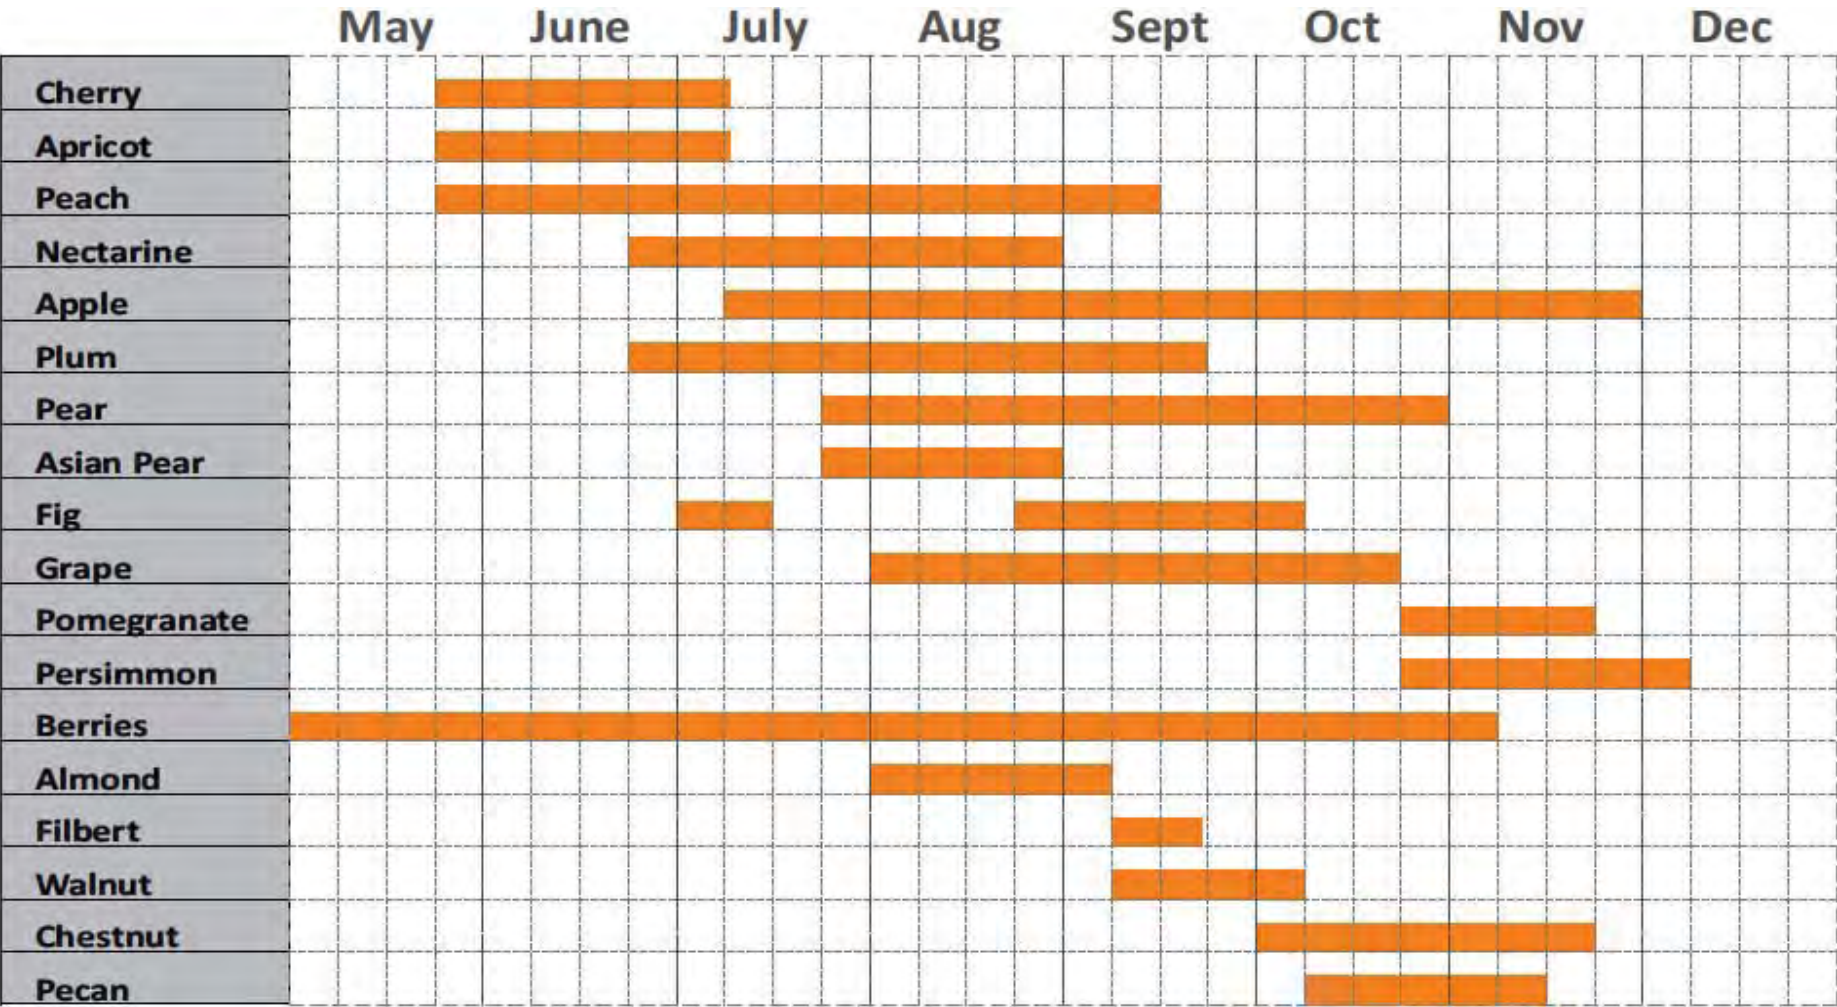 May June July Aug Sept Oct Nov Dec
Cherry
Apricot
Peach
Nectarine
Apple
Plum
Pear
Asian Pear
Fig
Grape
Pomegranate
Persimmon
Berries
Almond
Filbert
Walnut
Chestnut
Pecan